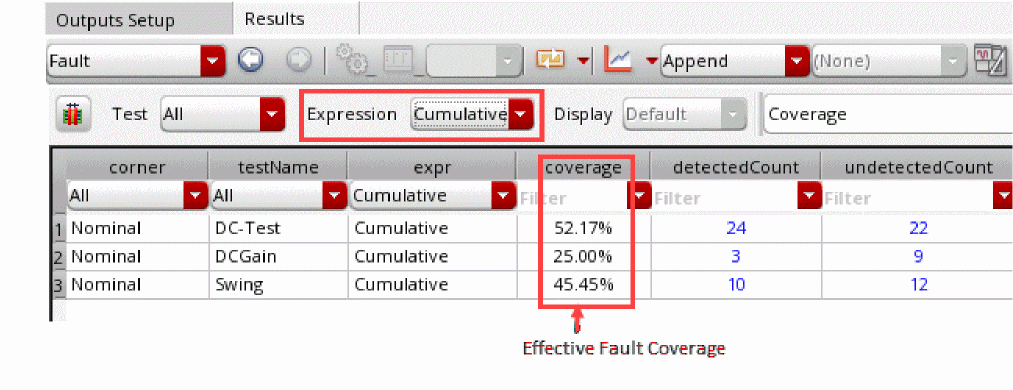 Outputs Setup Results
Fault Append (None)
Test All Expression Cumulative Display Default Coverage
corner testName expr coverage detectedCount undetectedCount
All All Cumulative Filter Filter Filter
1 Nominal DC-Test Cumulative 52.17% 24 22
2 Nominal DCGain Cumulative 25.00% 3 9
3 Nominal Swing Cumulative 45.45% 10 12
Effective Fault Coverage